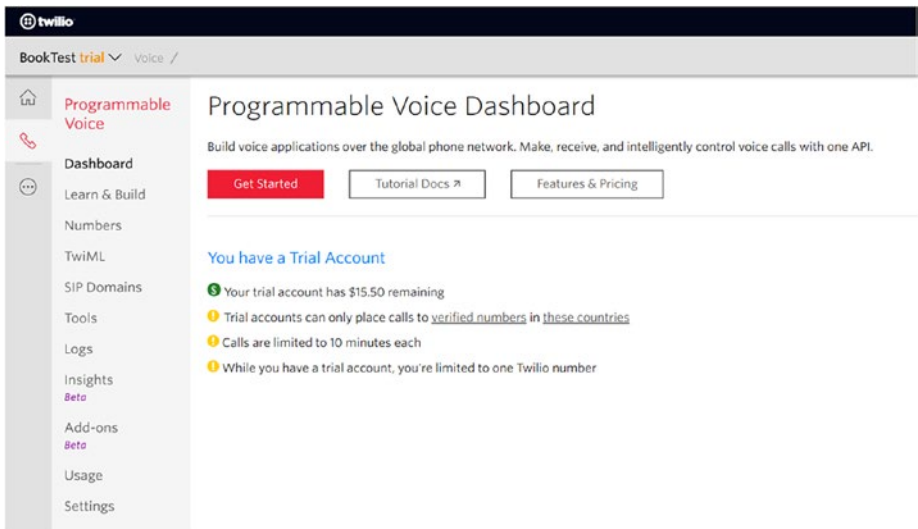 twilio
BookTest trial Voice /
Programmable
Voice
Dashboard
Learn & Build
Numbers
TwiML
SIP Domains
Tools
Logs
Insights
Beta
Add-ons
Beta
Usage
Settings
Programmable Voice Dashboard
Build voice applications over the global phone network. Make, receive, and intelligently control voice calls with one API.
Get Started
Tutorial Docs ↗
Features & Pricing
You have a Trial Account
$ Your trial account has $15.50 remaining
! Trial accounts can only place calls to verified numbers in these countries
! Calls are limited to 10 minutes each
! While you have a trial account, you're limited to one Twilio number